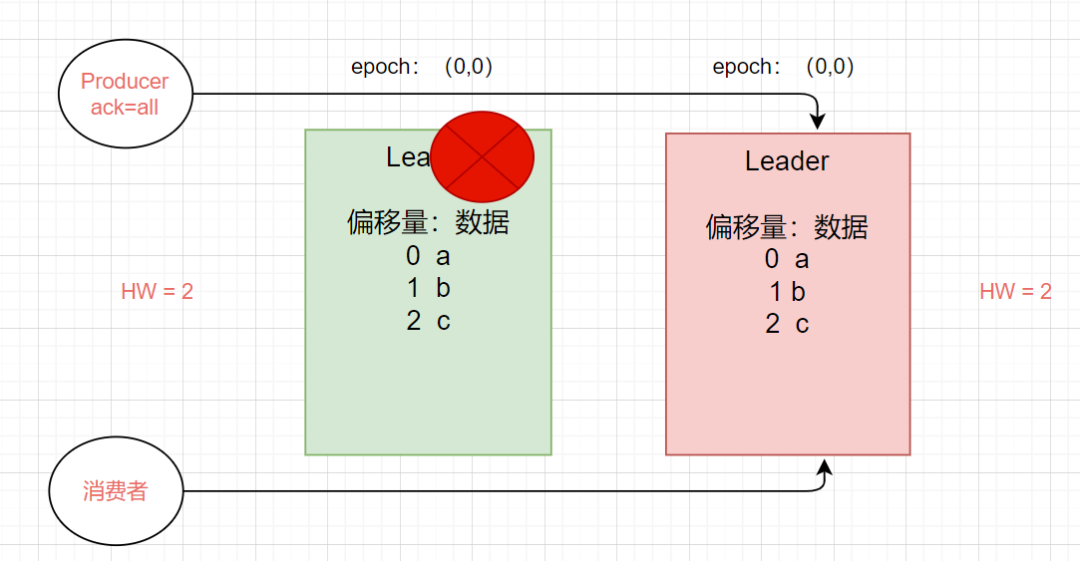 Producer
ack=all
epoch： （0,0）
epoch： （0,0）
Lea
偏移量：数据
0 a
1 b
2 c
Leader
偏移量：数据
0 a
1 b
2 c
HW = 2
HW = 2
消费者